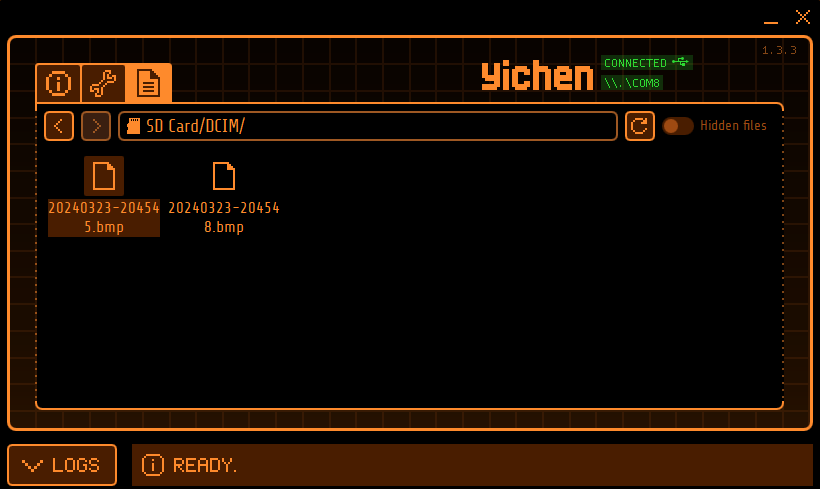 1.3.3
yichen
CONNECTED
\\.\COM8
SD Card/DCIM/
Hidden files
20240323-20454
5.bmp
20240323-20454
8.bmp
LOGS
READY.